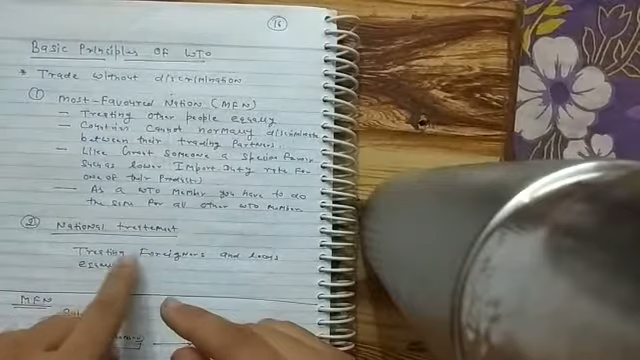 16
Basic Principles of WTO
* Trade without discrimination
① Most-Favoured Nation (MFN)
— Treating other people equally
— Countries cannot normally discriminate
between their trading Partners.
— Like Grant someone a special favour
such as lower Import Duty rate for
one of their Products)
— As a WTO Member you have to do
the same for all other WTO Members
② National treatement
Treating Foreigners and locals
MFN